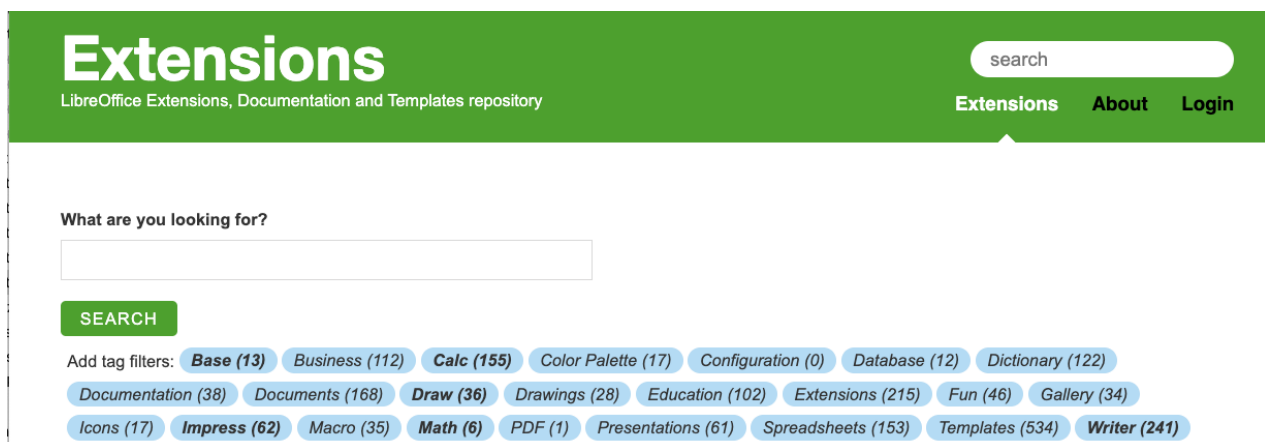 Extensions
LibreOffice Extensions, Documentation and Templates repository
search
Extensions About Login
What are you looking for?
SEARCH
Add tag filters: Base (13) Business (112) Calc (155) Color Palette (17) Configuration (0) Database (12) Dictionary (122)
Documentation (38) Documents (168) Draw (36) Drawings (28) Education (102) Extensions (215) Fun (46) Gallery (34)
Icons (17) Impress (62) Macro (35) Math (6) PDF (1) Presentations (61) Spreadsheets (153) Templates (534) Writer (241)